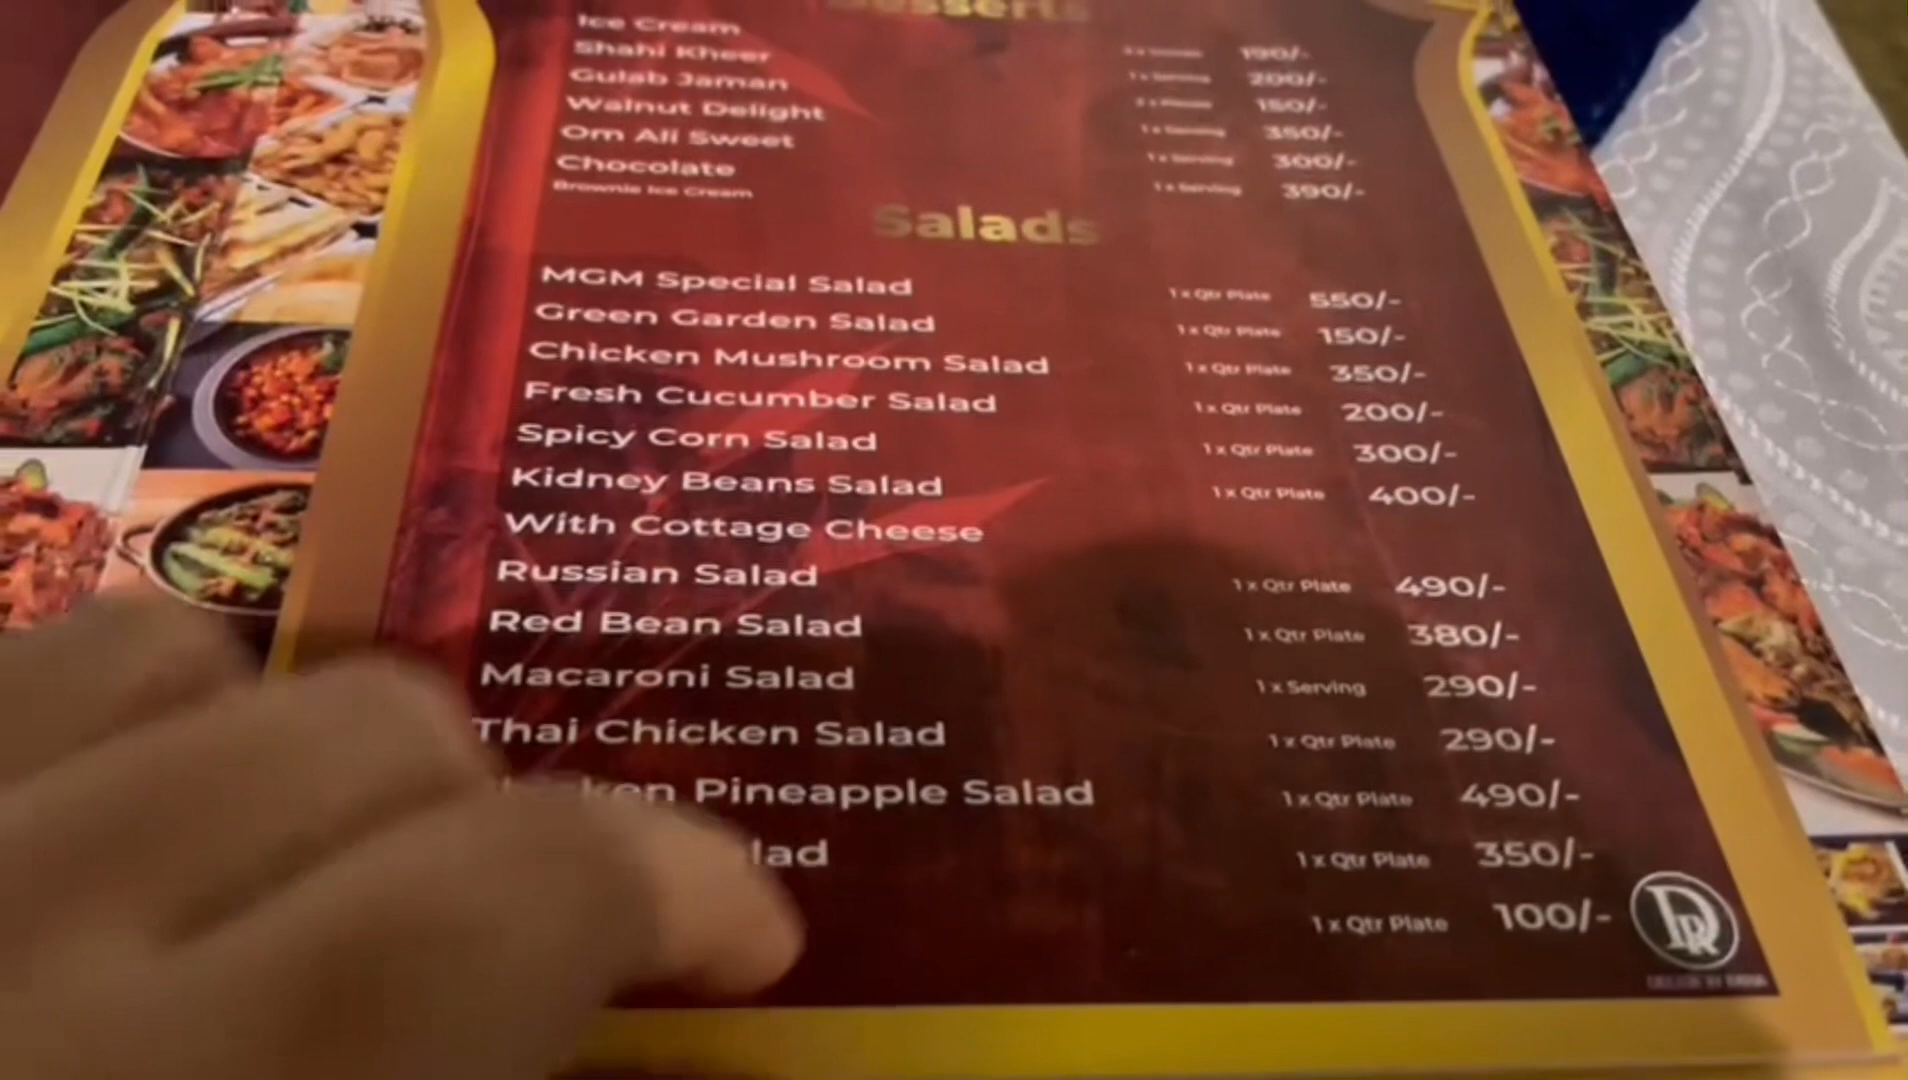 Desserts
Ice Cream 190/-
Shahi Kheer 1 x Serving 200/-
Gulab Jaman 150/-
Walnut Delight 1 x Serving 350/-
Om Ali Sweet 1 x Serving 300/-
Chocolate 1 x Serving 390/-
Brownie Ice Cream
Salads
MGM Special Salad 1 x Qtr Plate 550/-
Green Garden Salad 1 x Qtr Plate 150/-
Chicken Mushroom Salad 1 x Qtr Plate 350/-
Fresh Cucumber Salad 1 x Qtr Plate 200/-
Spicy Corn Salad 1 x Qtr Plate 300/-
Kidney Beans Salad 1 x Qtr Plate 400/-
With Cottage Cheese
Russian Salad 1 x Qtr Plate 490/-
Red Bean Salad 1 x Qtr Plate 380/-
Macaroni Salad 1 x Serving 290/-
Thai Chicken Salad 1 x Qtr Plate 290/-
Pineapple Salad 1 x Qtr Plate 490/-
1 x Qtr Plate 350/-
1 x Qtr Plate 100/-
DR